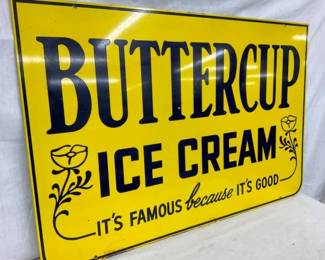 BUTTERCUP
ICE CREAM
IT'S FAMOUS because IT'S GOOD